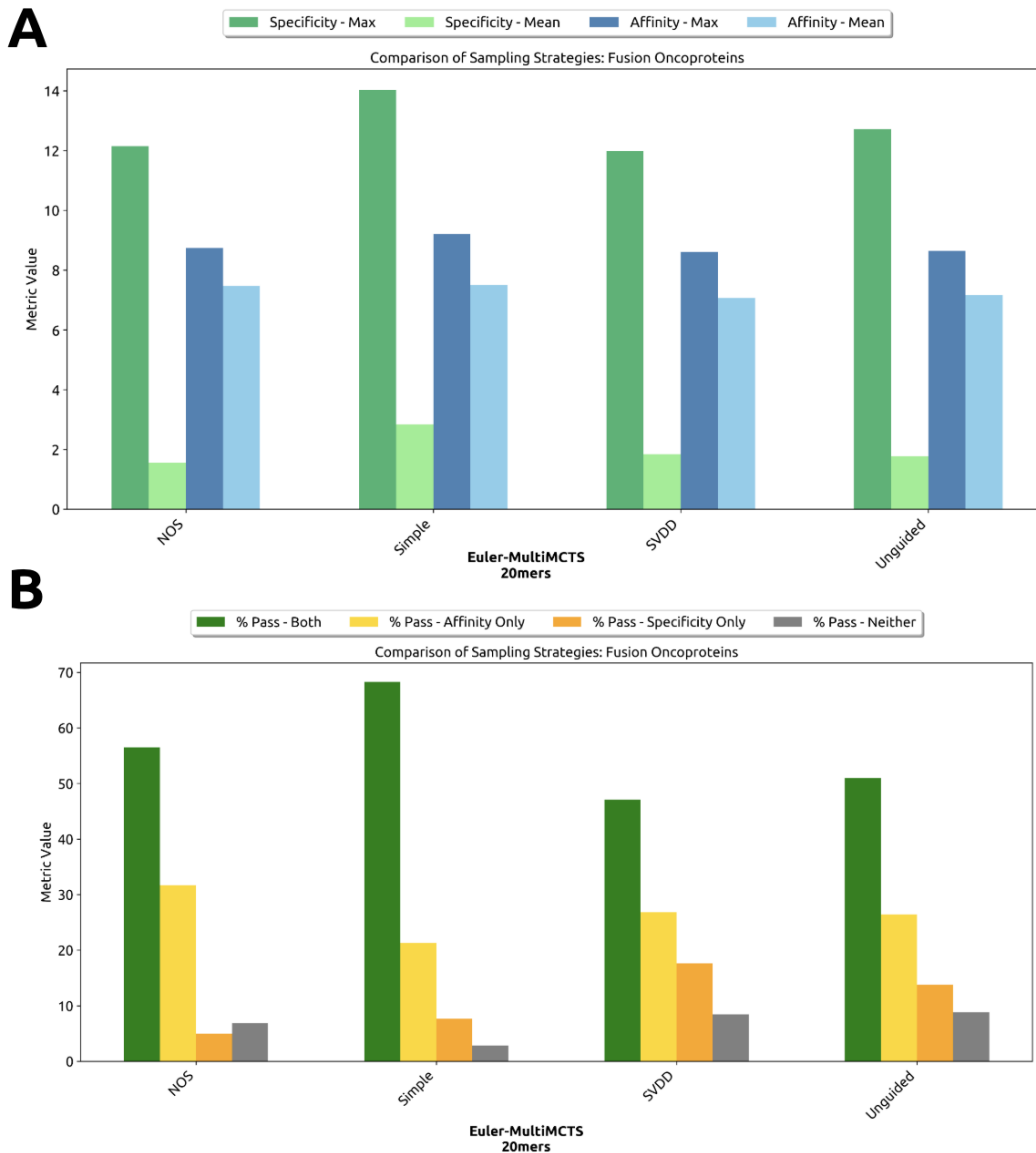 A
Specificity - Max Specificity - Mean Affinity - Max Affinity - Mean
Comparison of Sampling Strategies: Fusion Oncoproteins
Metric Value
14
12
10
8
6
4
2
0
NOS Simple SVDD Unguided
Euler-MultiMCTS
20mers
B
% Pass - Both % Pass - Affinity Only % Pass - Specificity Only % Pass - Neither
Comparison of Sampling Strategies: Fusion Oncoproteins
Metric Value
70
60
50
40
30
20
10
0
NOS Simple SVDD Unguided
Euler-MultiMCTS
20mers